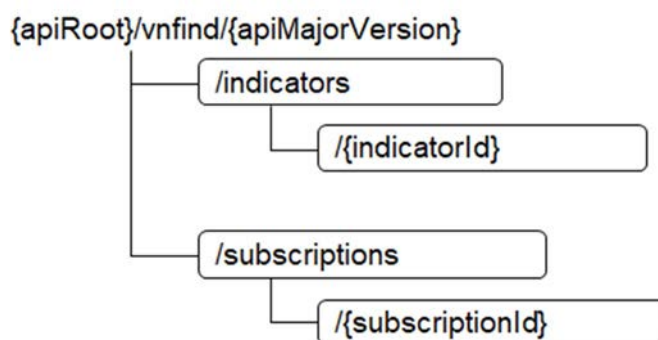 {apiRoot}/vnfind/{apiMajorVersion}
/indicators
/{indicatorId}
/subscriptions
/{subscriptionId}